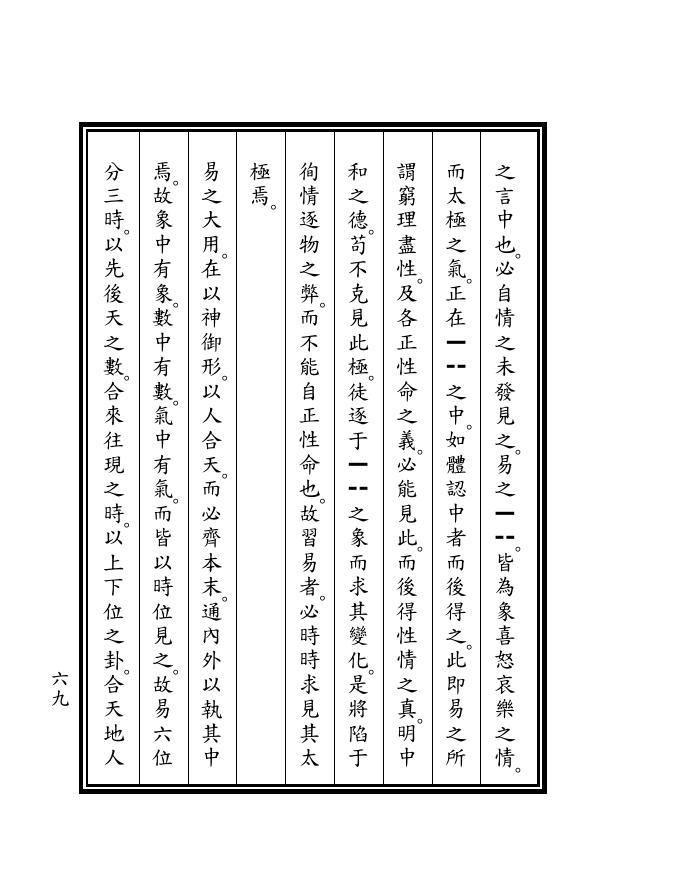 之言中也。必自情之未發見之。易之⚊⚋。皆為象喜怒哀樂之情。
而太極之氣。正在⚊⚋之中。如體認中者而後得之。此即易之所
謂窮理盡性。及各正性命之義。必能見此。而後得性情之真。明中
和之德。苟不克見此極。徒逐于⚊⚋之象而求其變化。是將陷于
徇情逐物之弊。而不能自正性命也。故習易者。必時時求見其太
極焉。
易之大用。在以神御形。以人合天。而必齊本末。通內外以執其中
焉。故象中有象。數中有數。氣中有氣。而皆以時位見之。故易六位
分三時。以先後天之數。合來往現之時。以上下位之卦。合天地人
六九